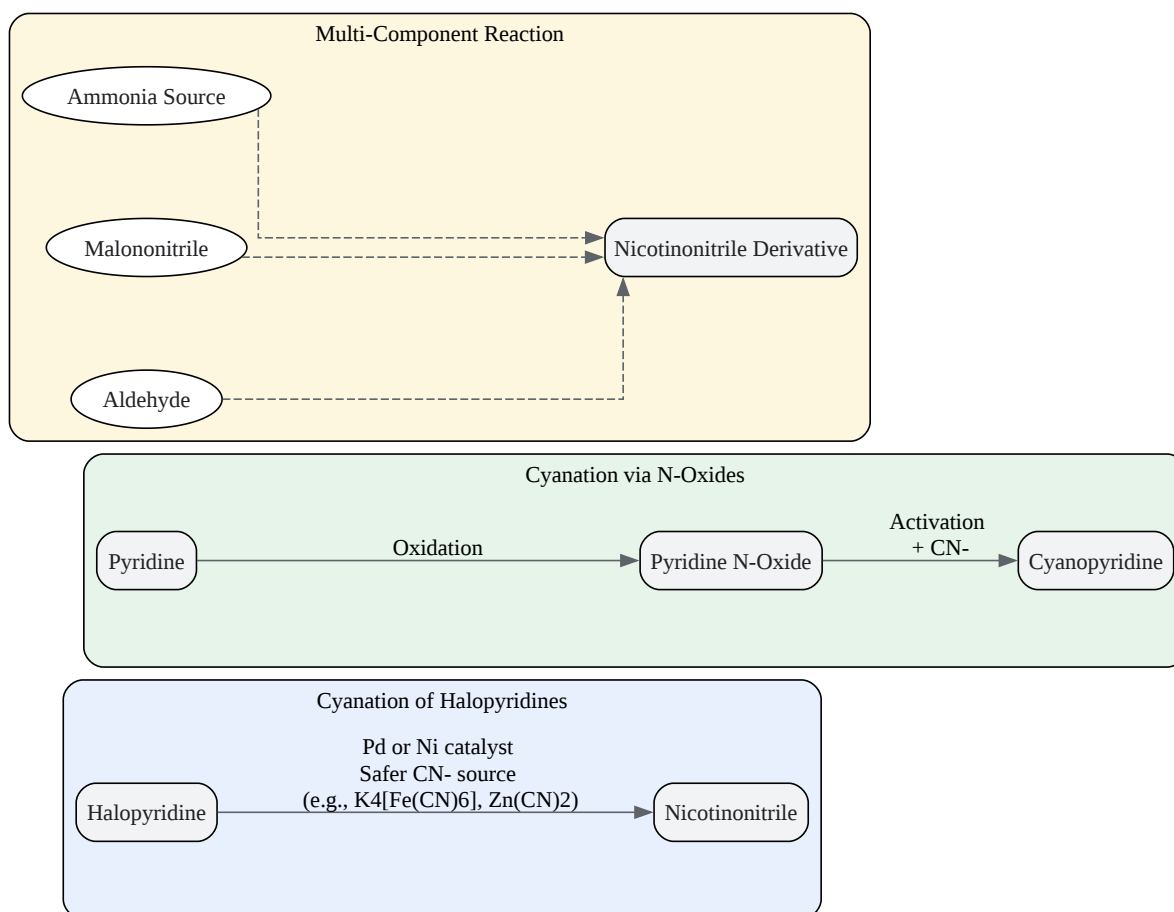 Multi-Component Reaction
Ammonia Source
Malononitrile
Nicotinonitrile Derivative
Aldehyde
Cyanation via N-Oxides
Pyridine
Oxidation
Pyridine N-Oxide
Activation
+ CN-
Cyanopyridine
Cyanation of Halopyridines
Halopyridine
Pd or Ni catalyst
Safer CN- source
(e.g., K4[Fe(CN)6], Zn(CN)2)
Nicotinonitrile